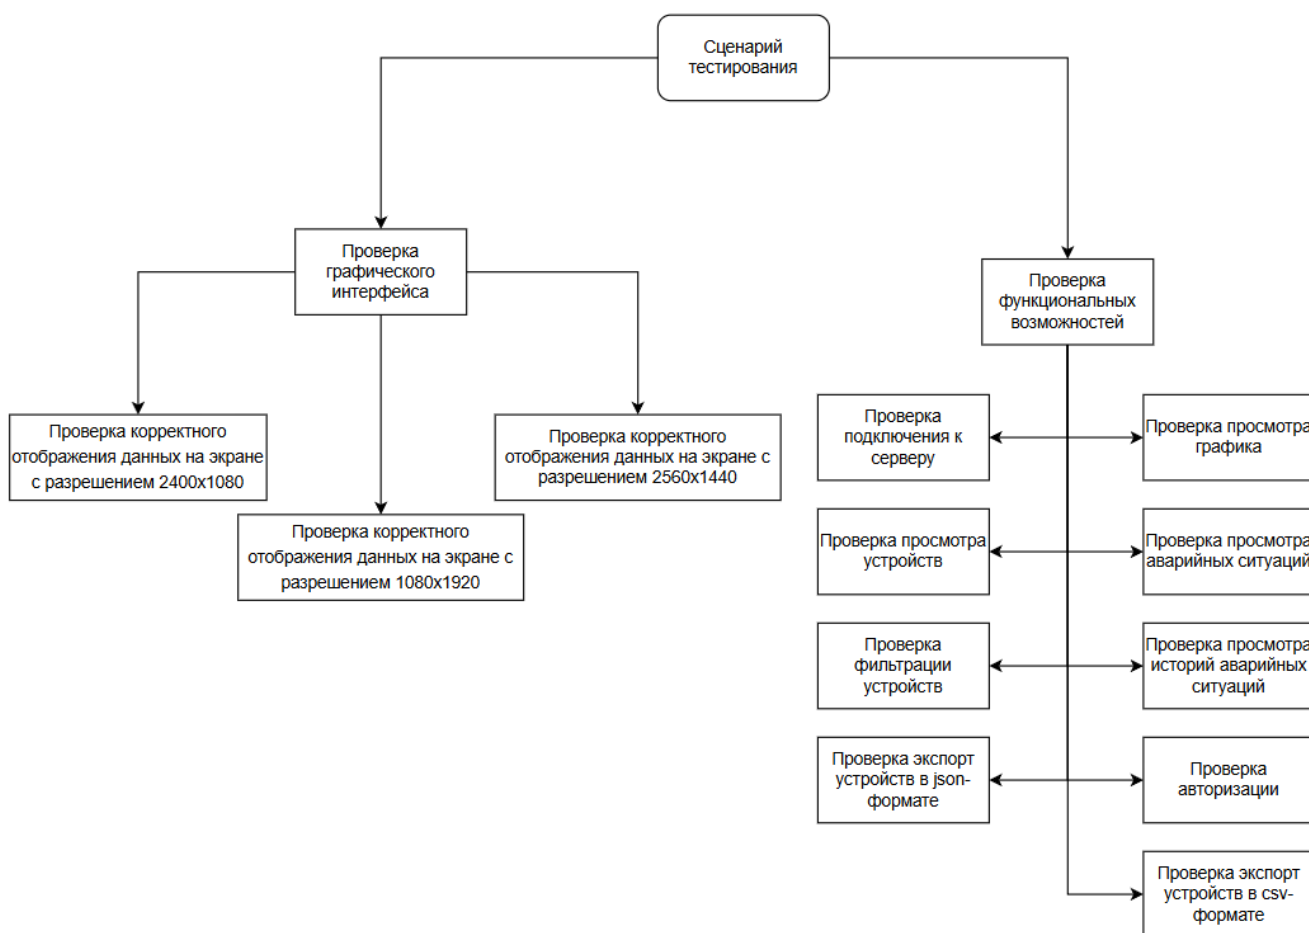 Сценарий
тестирования
Проверка
графического
интерфейса
Проверка
функциональных
возможностей
Проверка корректного
отображения данных на экране
с разрешением 2400x1080
Проверка корректного
отображения данных на экране с
разрешением 2560x1440
Проверка корректного
отображения данных на экране с
разрешением 1080x1920
Проверка
подключения к
серверу
Проверка просмотра
графика
Проверка просмотра
устройств
Проверка просмотра
аварийных ситуаций
Проверка
фильтрации
устройств
Проверка просмотра
историй аварийных
ситуаций
Проверка экспорт
устройств в json-
формате
Проверка
авторизации
Проверка экспорт
устройств в csv-
формате